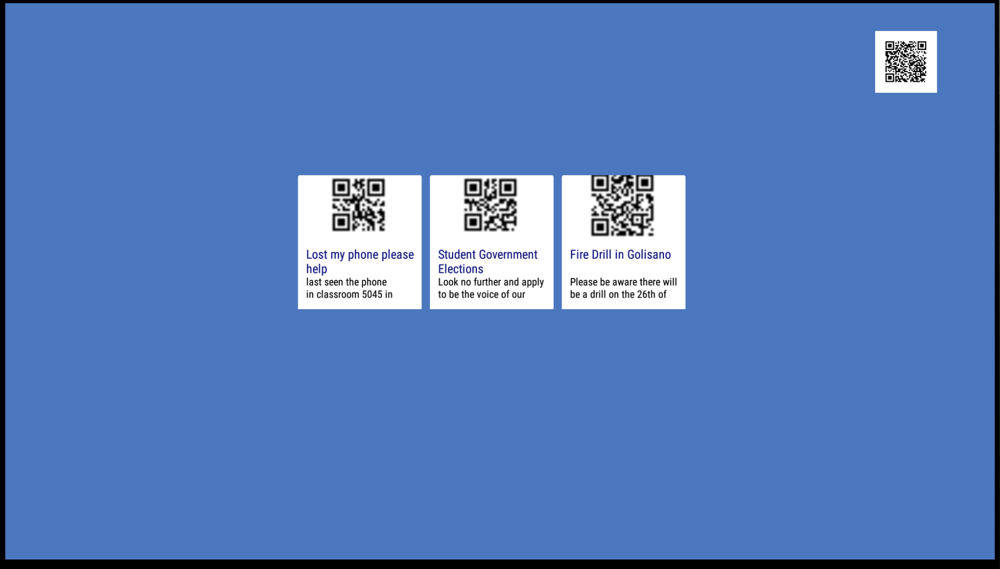 Lost my phone please
help
last seen the phone
in classroom 5045 in
Student Government
Elections
Look no further and apply
to be the voice of our
Fire Drill in Golisano
Please be aware there will
be a drill on the 26th of